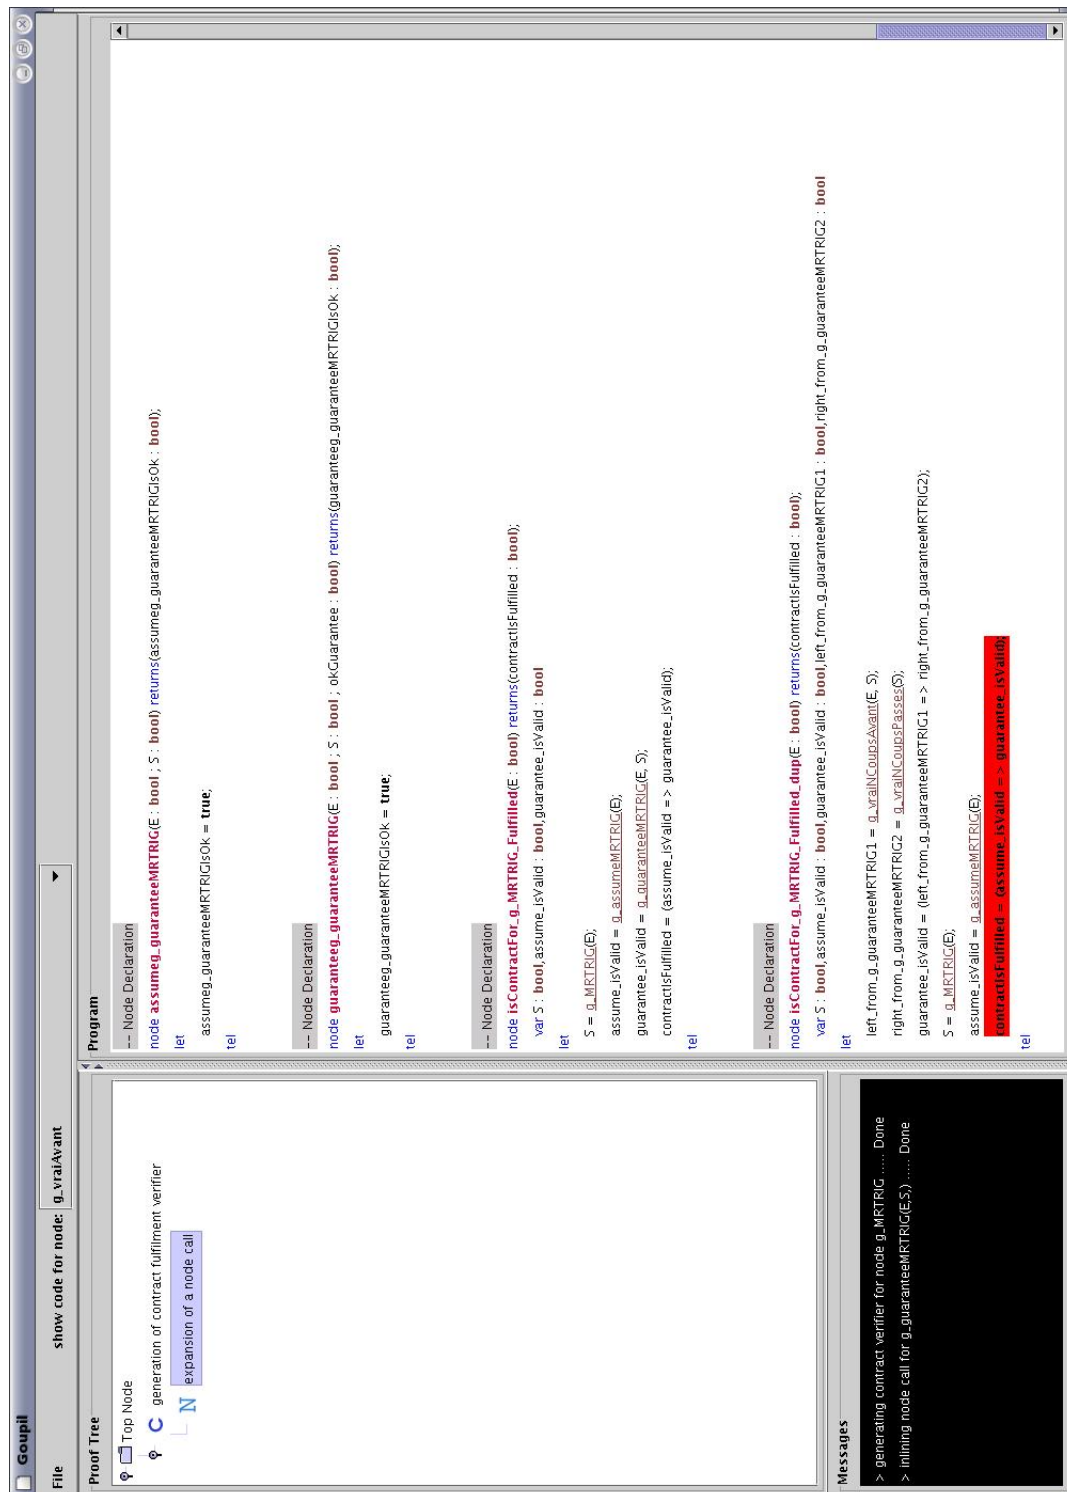 Goupil
File
show code for node:
g_vraiAvant
Proof Tree
Top Node
C generation of contract fulfilment verifier
N expansion of a node call
Program
-- Node Declaration
node assumeg_guaranteeMRTRIG(E : bool ; S : bool) returns(assumeg_guaranteeMRTRIGIsOk : bool);
let
assumeg_guaranteeMRTRIGIsOk = true;
tel
-- Node Declaration
node guaranteeg_guaranteeMRTRIG(E : bool ; S : bool ; okGuarantee : bool) returns(guaranteeg_guaranteeMRTRIGIsOk : bool);
let
guaranteeg_guaranteeMRTRIGIsOk = true;
tel
-- Node Declaration
node isContractFor_g_MRTRIG_Fulfilled(E : bool) returns(contractIsFulfilled : bool);
var S : bool,assume_isValid : bool,guarantee_isValid : bool
let
S = g_MRTRIG(E);
assume_isValid = g_assumeMRTRIG(E);
guarantee_isValid = g_guaranteeMRTRIG(E, S);
contractIsFulfilled = (assume_isValid => guarantee_isValid);
tel
-- Node Declaration
node isContractFor_g_MRTRIG_Fulfilled_dup(E : bool) returns(contractIsFulfilled : bool);
var S : bool,assume_isValid : bool,guarantee_isValid : bool,left_from_g_guaranteeMRTRIG1 : bool,right_from_g_guaranteeMRTRIG2 : bool
let
left_from_g_guaranteeMRTRIG1 = g_vraiNCoupsAvant(E, S);
right_from_g_guaranteeMRTRIG2 = g_vraiNCoupsPasses(S);
guarantee_isValid = (left_from_g_guaranteeMRTRIG1 => right_from_g_guaranteeMRTRIG2);
S = g_MRTRIG(E);
assume_isValid = g_assumeMRTRIG(E);
contractIsFulfilled = (assume_isValid => guarantee_isValid);
tel
Messages
> generating contract verifier for node g_MRTRIG ..... Done
> inlining node call for g_guaranteeMRTRIG(E,S,) ..... Done